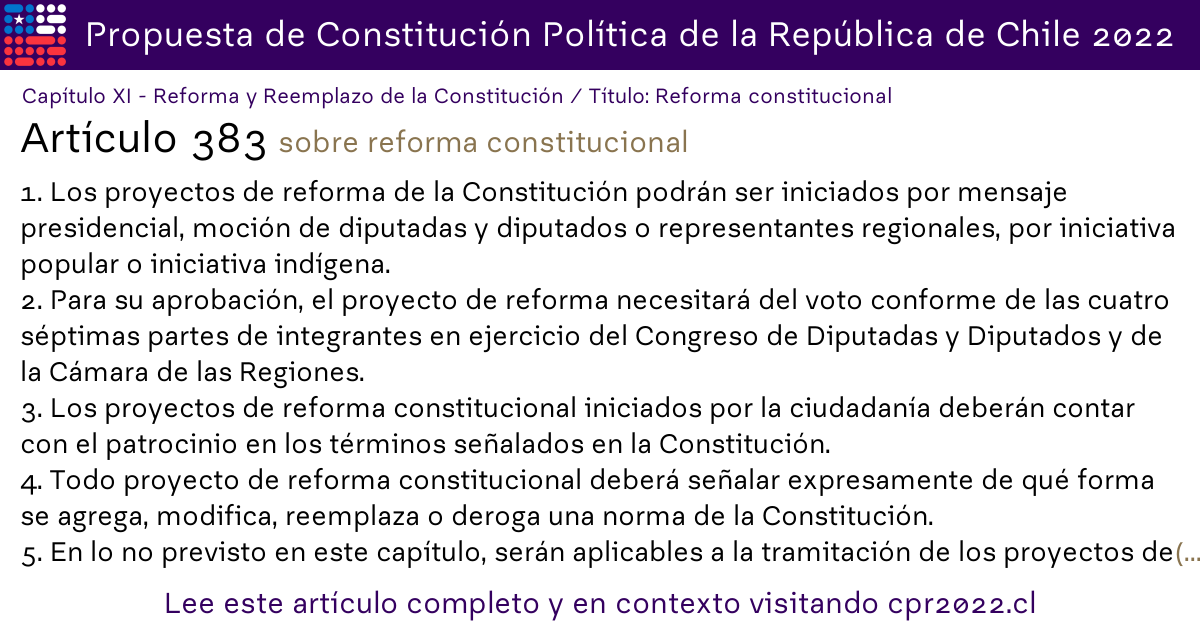 Propuesta de Constitución Política de la República de Chile 2022
Capítulo XI - Reforma y Reemplazo de la Constitución / Título: Reforma constitucional
Artículo 383 sobre reforma constitucional
1. Los proyectos de reforma de la Constitución podrán ser iniciados por mensaje
presidencial, moción de diputadas y diputados o representantes regionales, por iniciativa
popular o iniciativa indígena.
2. Para su aprobación, el proyecto de reforma necesitará del voto conforme de las cuatro
séptimas partes de integrantes en ejercicio del Congreso de Diputadas y Diputados y de
la Cámara de las Regiones.
3. Los proyectos de reforma constitucional iniciados por la ciudadanía deberán contar
con el patrocinio en los términos señalados en la Constitución.
4. Todo proyecto de reforma constitucional deberá señalar expresamente de qué forma
se agrega, modifica, reemplaza o deroga una norma de la Constitución.
5. En lo no previsto en este capítulo, serán aplicables a la tramitación de los proyectos de(...
Lee este artículo completo y en contexto visitando cpr2022.cl